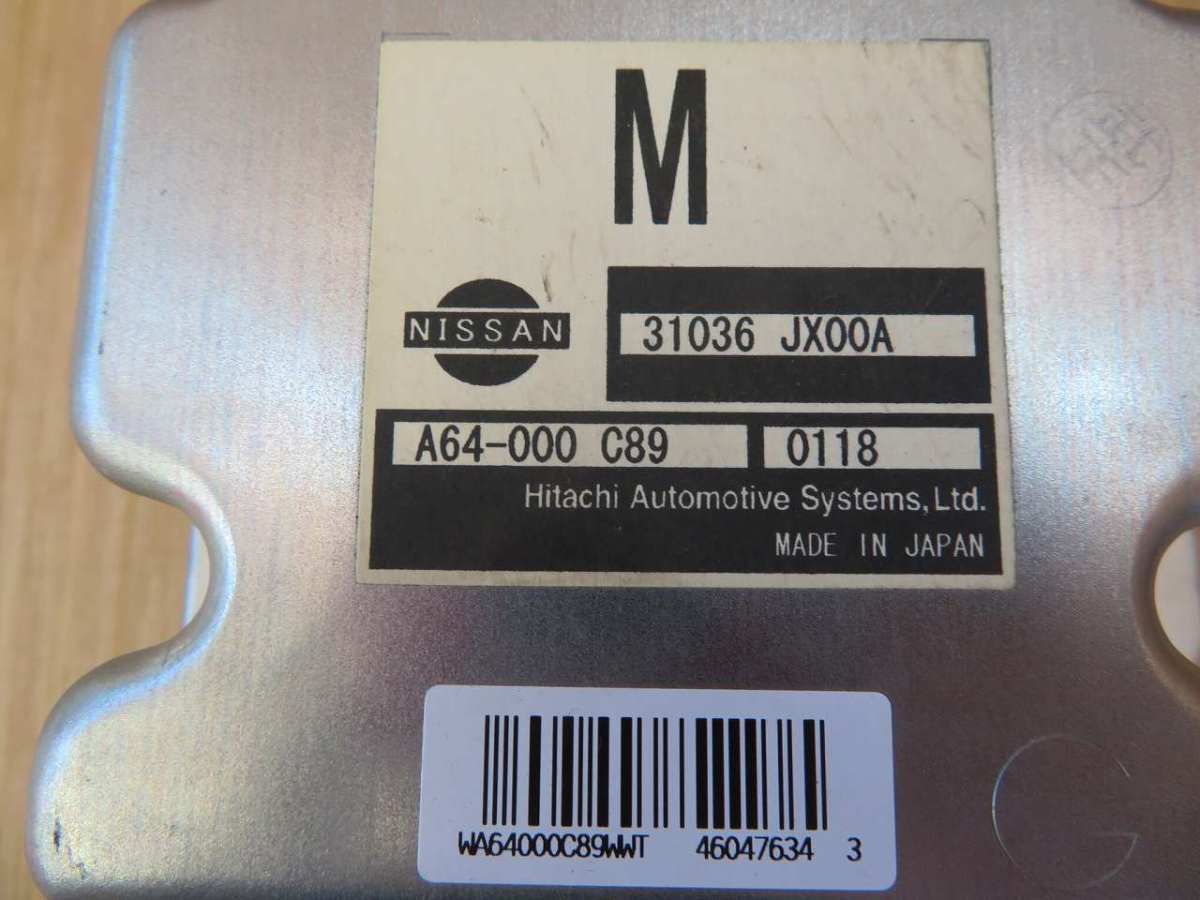 M
NISSAN
31036 JX00A
A64-000 C89
0118
Hitachi Automotive Systems,Ltd.
MADE IN JAPAN
WA64000C89WWT 46047634 3
G